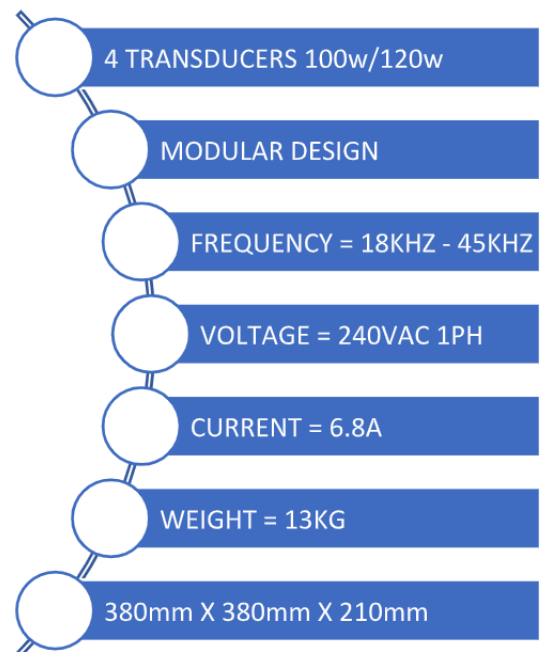 4 TRANSDUCERS 100w/120w
MODULAR DESIGN
FREQUENCY = 18KHZ - 45KHZ
VOLTAGE = 240VAC 1PH
CURRENT = 6.8A
WEIGHT = 13KG
380mm X 380mm X 210mm